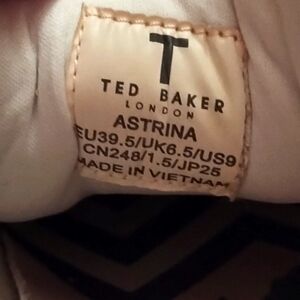 T
TED BAKER
LONDON
ASTRINA
EU39.5/UK6.5/US9
CN248/1.5/JP25
MADE IN VIETNAM